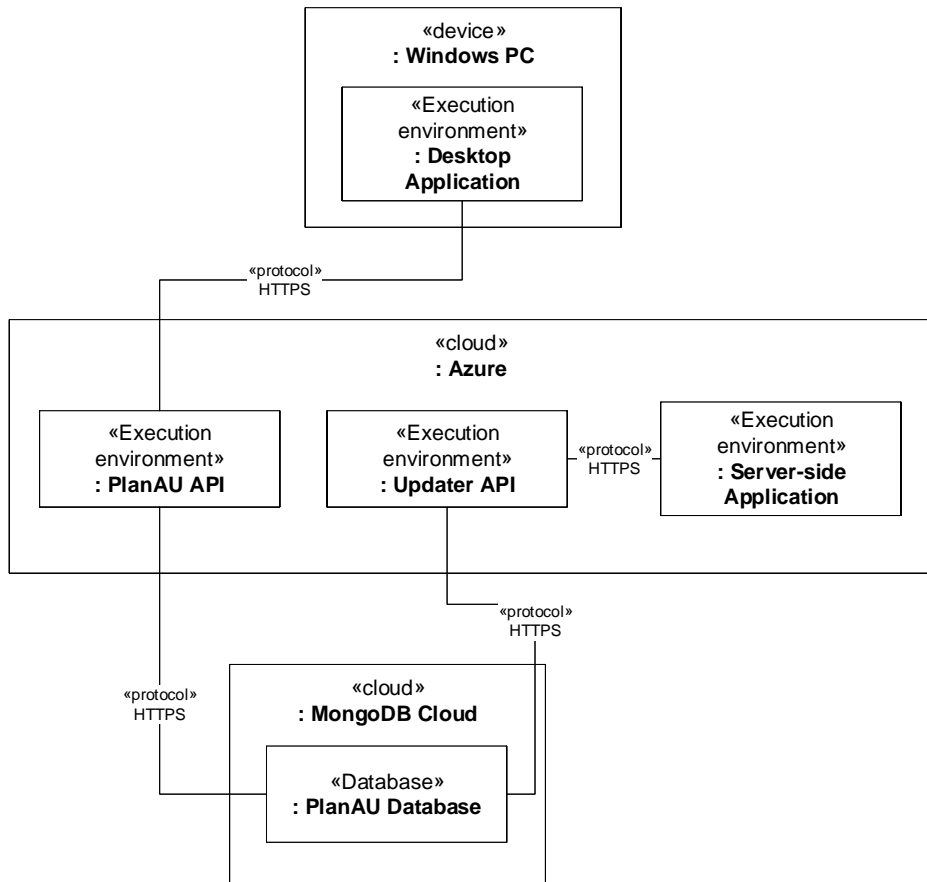 «device»
: Windows PC
«Execution
environment»
: Desktop
Application
«protocol»
HTTPS
«cloud»
: Azure
«Execution
environment»
: PlanAU API
«Execution
environment»
: Updater API
«protocol»
HTTPS
«Execution
environment»
: Server-side
Application
«protocol»
HTTPS
«protocol»
HTTPS
«cloud»
: MongoDB Cloud
«Database»
: PlanAU Database